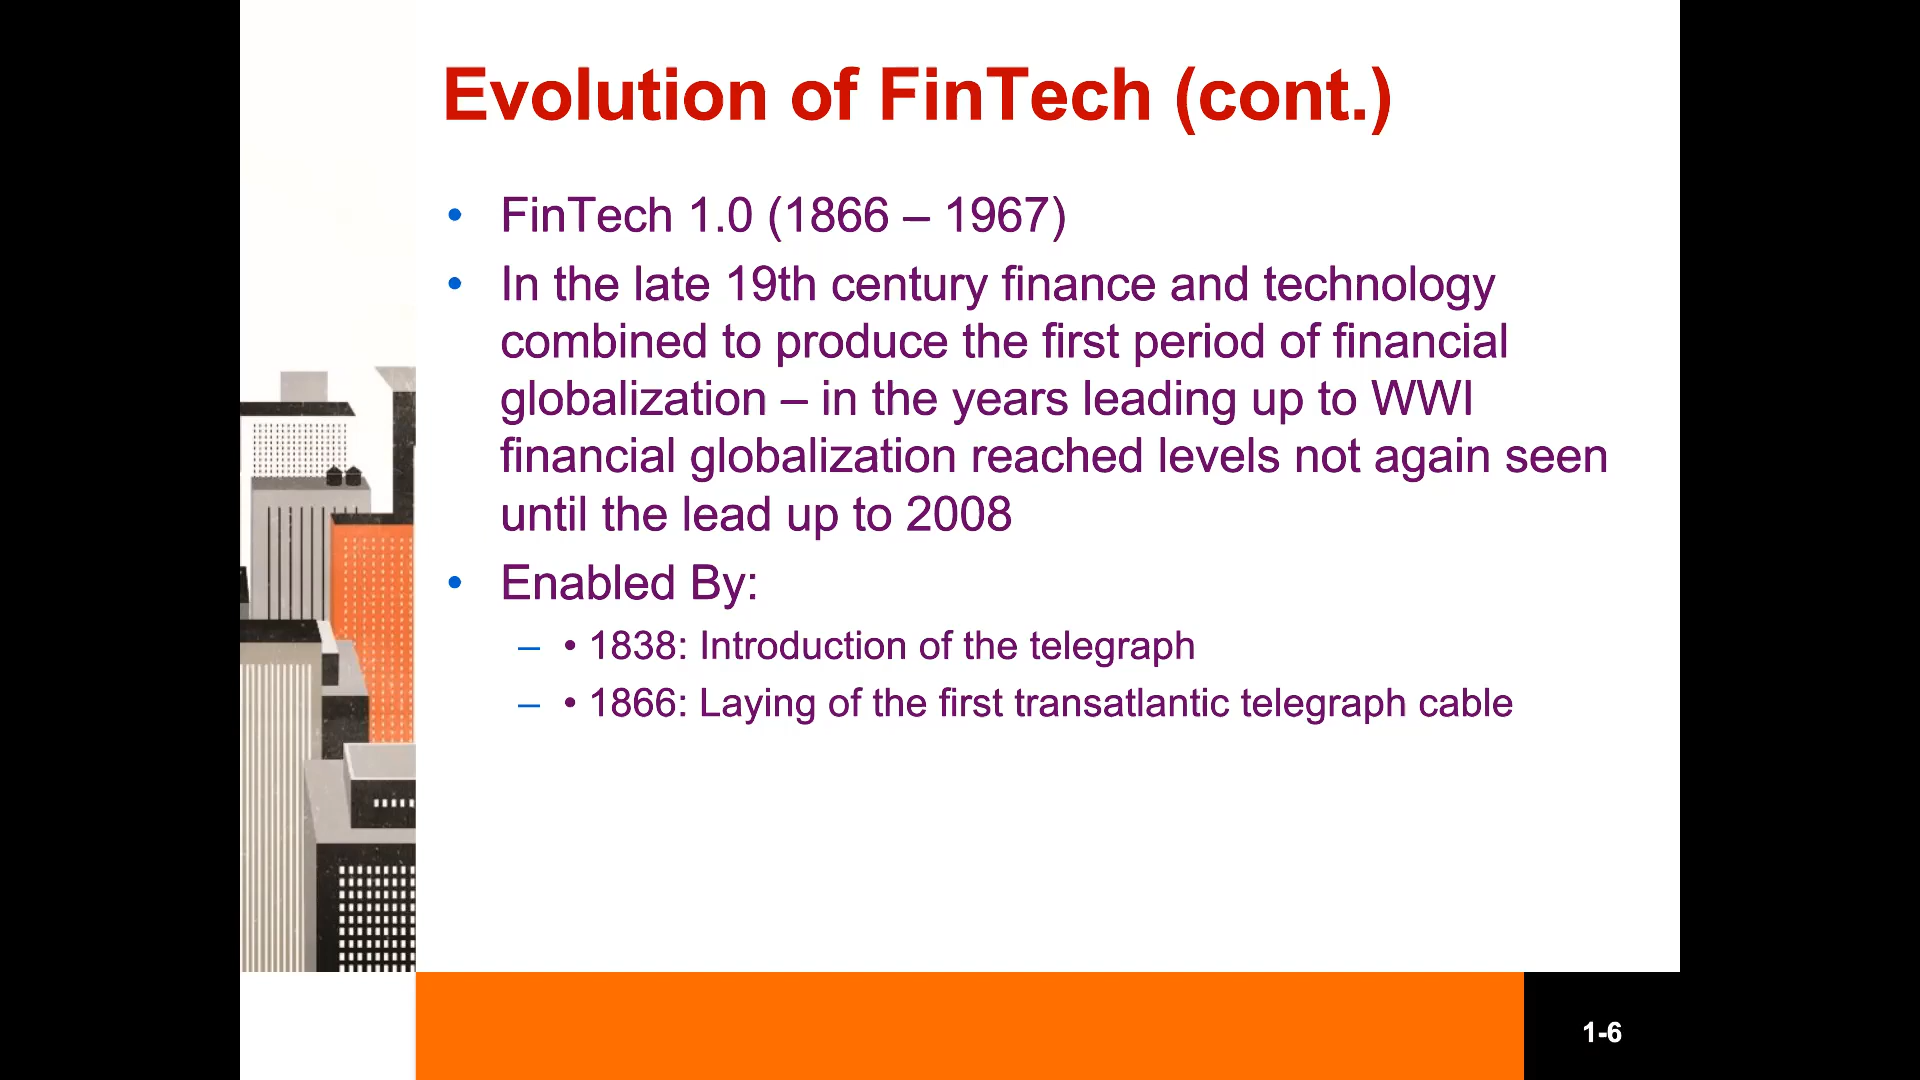 Evolution of FinTech (cont.)
• FinTech 1.0 (1866 – 1967)
• In the late 19th century finance and technology
combined to produce the first period of financial
globalization – in the years leading up to WWI
financial globalization reached levels not again seen
until the lead up to 2008
• Enabled By:
– • 1838: Introduction of the telegraph
– • 1866: Laying of the first transatlantic telegraph cable
1-6